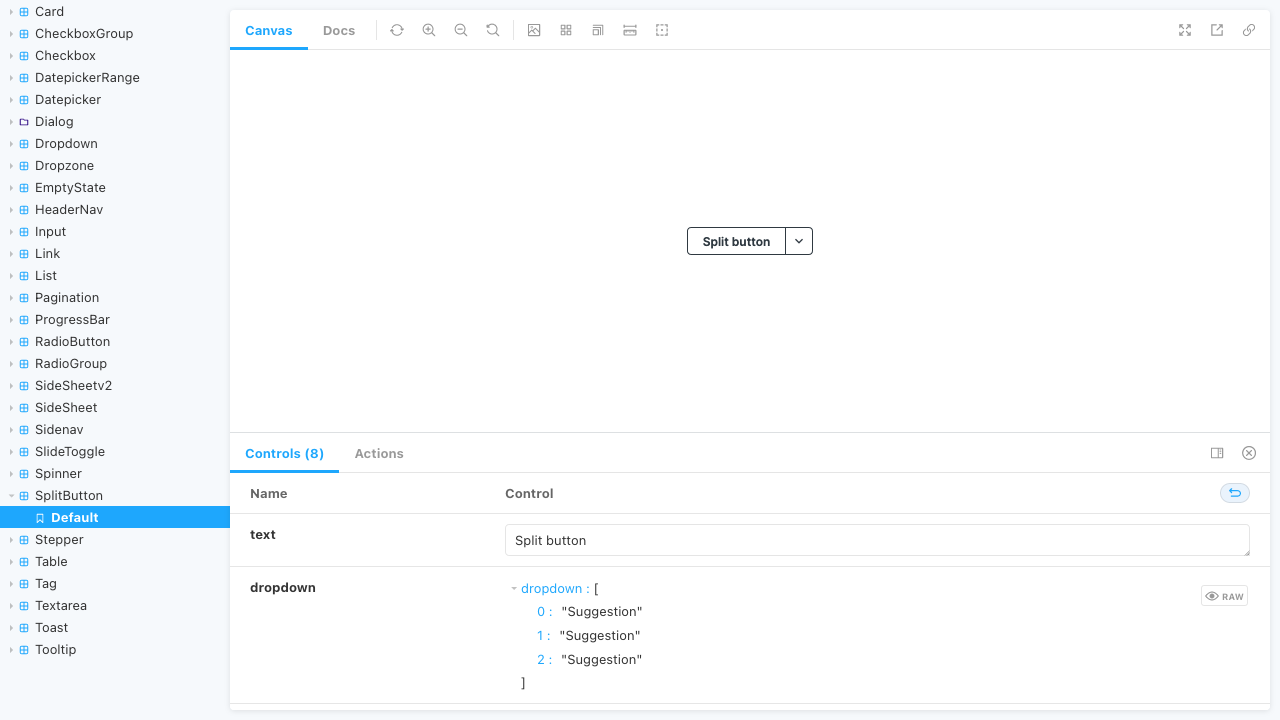 Card
CheckboxGroup
Checkbox
DatepickerRange
Datepicker
Dialog
Dropdown
Dropzone
EmptyState
HeaderNav
Input
Link
List
Pagination
ProgressBar
RadioButton
RadioGroup
SideSheetv2
SideSheet
Sidenav
SlideToggle
Spinner
SplitButton
Default
Stepper
Table
Tag
Textarea
Toast
Tooltip
Canvas Docs
Split button
Controls (8) Actions
Name Control
text Split button
dropdown dropdown : [
RAW
0 : "Suggestion"
1 : "Suggestion"
2 : "Suggestion"
]